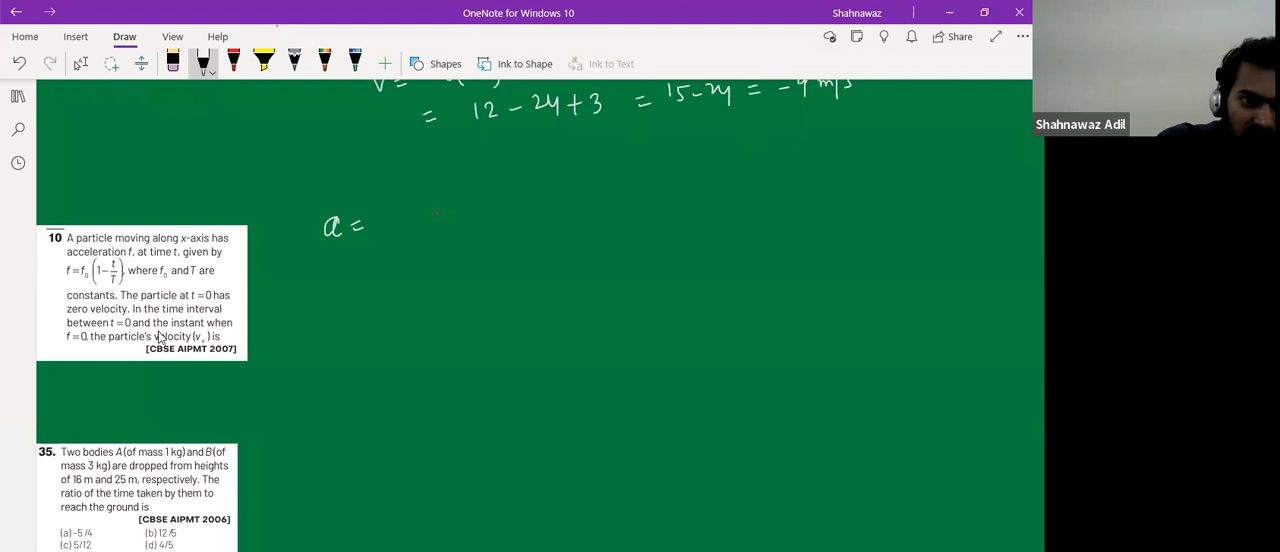 OneNote for Windows 10
Shahnawaz
Home Insert Draw View Help
Share
Shapes Ink to Shape Ink to Text
V =
= 12 - 24 + 3 = 15 - 24 = - 9 m/s
Shahnawaz Adil
a =
10 A particle moving along x-axis has
acceleration f, at time t, given by
f = f₀ (1 - t/T), where f₀ and T are
constants. The particle at t = 0 has
zero velocity. In the time interval
between t = 0 and the instant when
f = 0, the particle's velocity (vₓ) is
[CBSE AIPMT 2007]
35. Two bodies A (of mass 1 kg) and B (of
mass 3 kg) are dropped from heights
of 16 m and 25 m, respectively. The
ratio of the time taken by them to
reach the ground is
[CBSE AIPMT 2006]
(a) -5/4 (b) 12/5
(c) 5/12 (d) 4/5